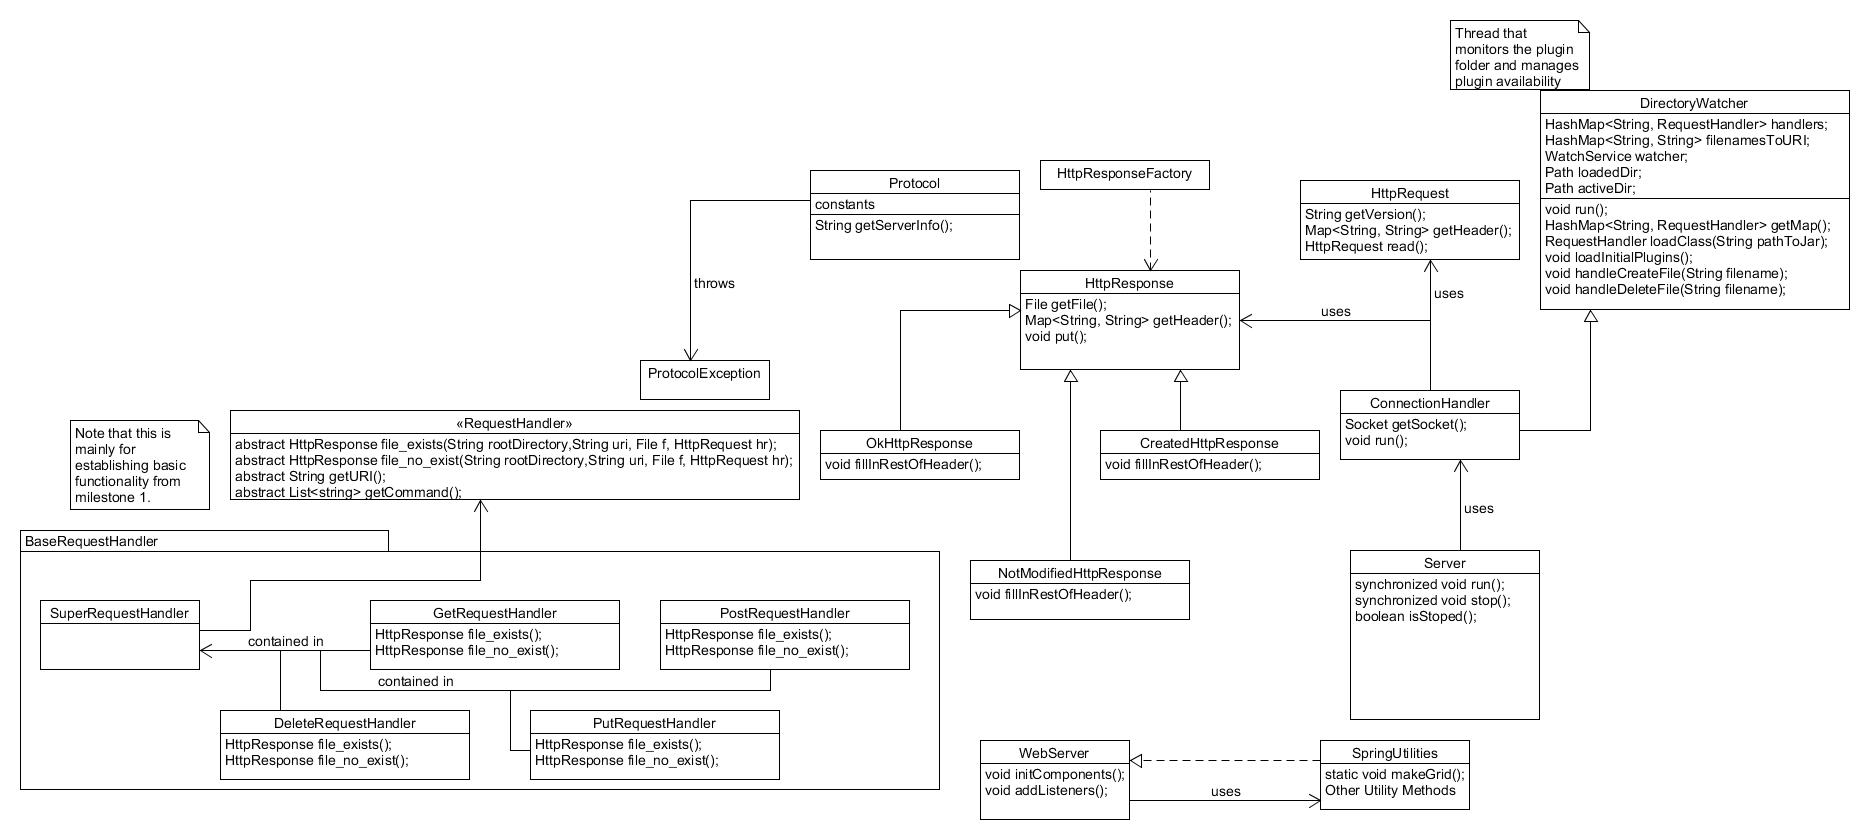 Thread that
monitors the plugin
folder and manages
plugin availability
DirectoryWatcher
HashMap<String, RequestHandler> handlers;
HashMap<String, String> filenamesToURI;
WatchService watcher;
Path loadedDir;
Path activeDir;
void run();
HashMap<String, RequestHandler> getMap();
RequestHandler loadClass(String pathToJar);
void loadInitialPlugins();
void handleCreateFile(String filename);
void handleDeleteFile(String filename);
HttpResponseFactory
Protocol
constants
String getServerInfo();
HttpRequest
String getVersion();
Map<String, String> getHeader();
HttpRequest read();
throws
HttpResponse
File getFile();
Map<String, String> getHeader();
void put();
uses
uses
ProtocolException
ConnectionHandler
Socket getSocket();
void run();
«RequestHandler»
abstract HttpResponse file_exists(String rootDirectory,String uri, File f, HttpRequest hr);
abstract HttpResponse file_no_exist(String rootDirectory,String uri, File f, HttpRequest hr);
abstract String getURI();
abstract List<string> getCommand();
Note that this is
mainly for
establishing basic
functionality from
milestone 1.
OkHttpResponse
void fillInRestOfHeader();
CreatedHttpResponse
void fillInRestOfHeader();
uses
BaseRequestHandler
NotModifiedHttpResponse
void fillInRestOfHeader();
Server
synchronized void run();
synchronized void stop();
boolean isStoped();
SuperRequestHandler
GetRequestHandler
HttpResponse file_exists();
HttpResponse file_no_exist();
PostRequestHandler
HttpResponse file_exists();
HttpResponse file_no_exist();
contained in
contained in
DeleteRequestHandler
HttpResponse file_exists();
HttpResponse file_no_exist();
PutRequestHandler
HttpResponse file_exists();
HttpResponse file_no_exist();
WebServer
void initComponents();
void addListeners();
uses
SpringUtilities
static void makeGrid();
Other Utility Methods